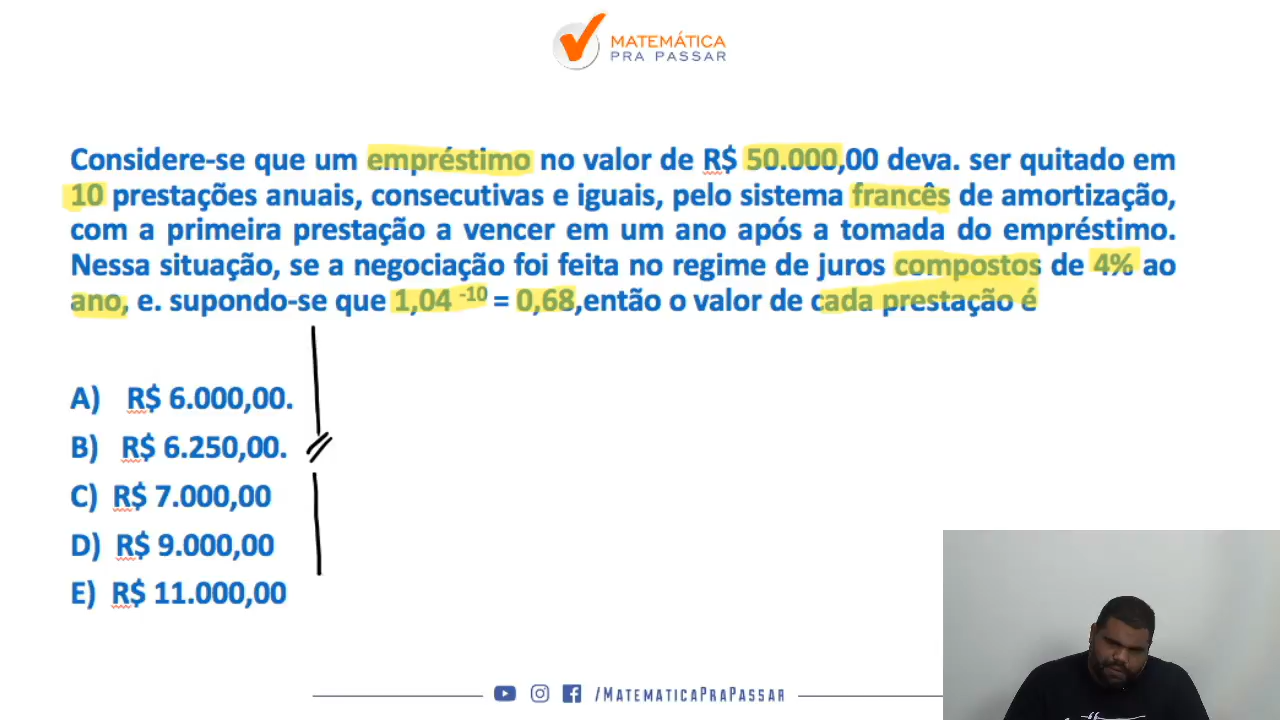 MATEMÁTICA
PRA PASSAR
Considere-se que um empréstimo no valor de R$ 50.000,00 deva. ser quitado em
10 prestações anuais, consecutivas e iguais, pelo sistema francês de amortização,
com a primeira prestação a vencer em um ano após a tomada do empréstimo.
Nessa situação, se a negociação foi feita no regime de juros compostos de 4% ao
ano, e. supondo-se que 1,04 ⁻¹⁰ = 0,68,então o valor de cada prestação é
A) R$ 6.000,00.
B) R$ 6.250,00.
C) R$ 7.000,00
D) R$ 9.000,00
E) R$ 11.000,00
/MATEMATICAPRAPASSAR